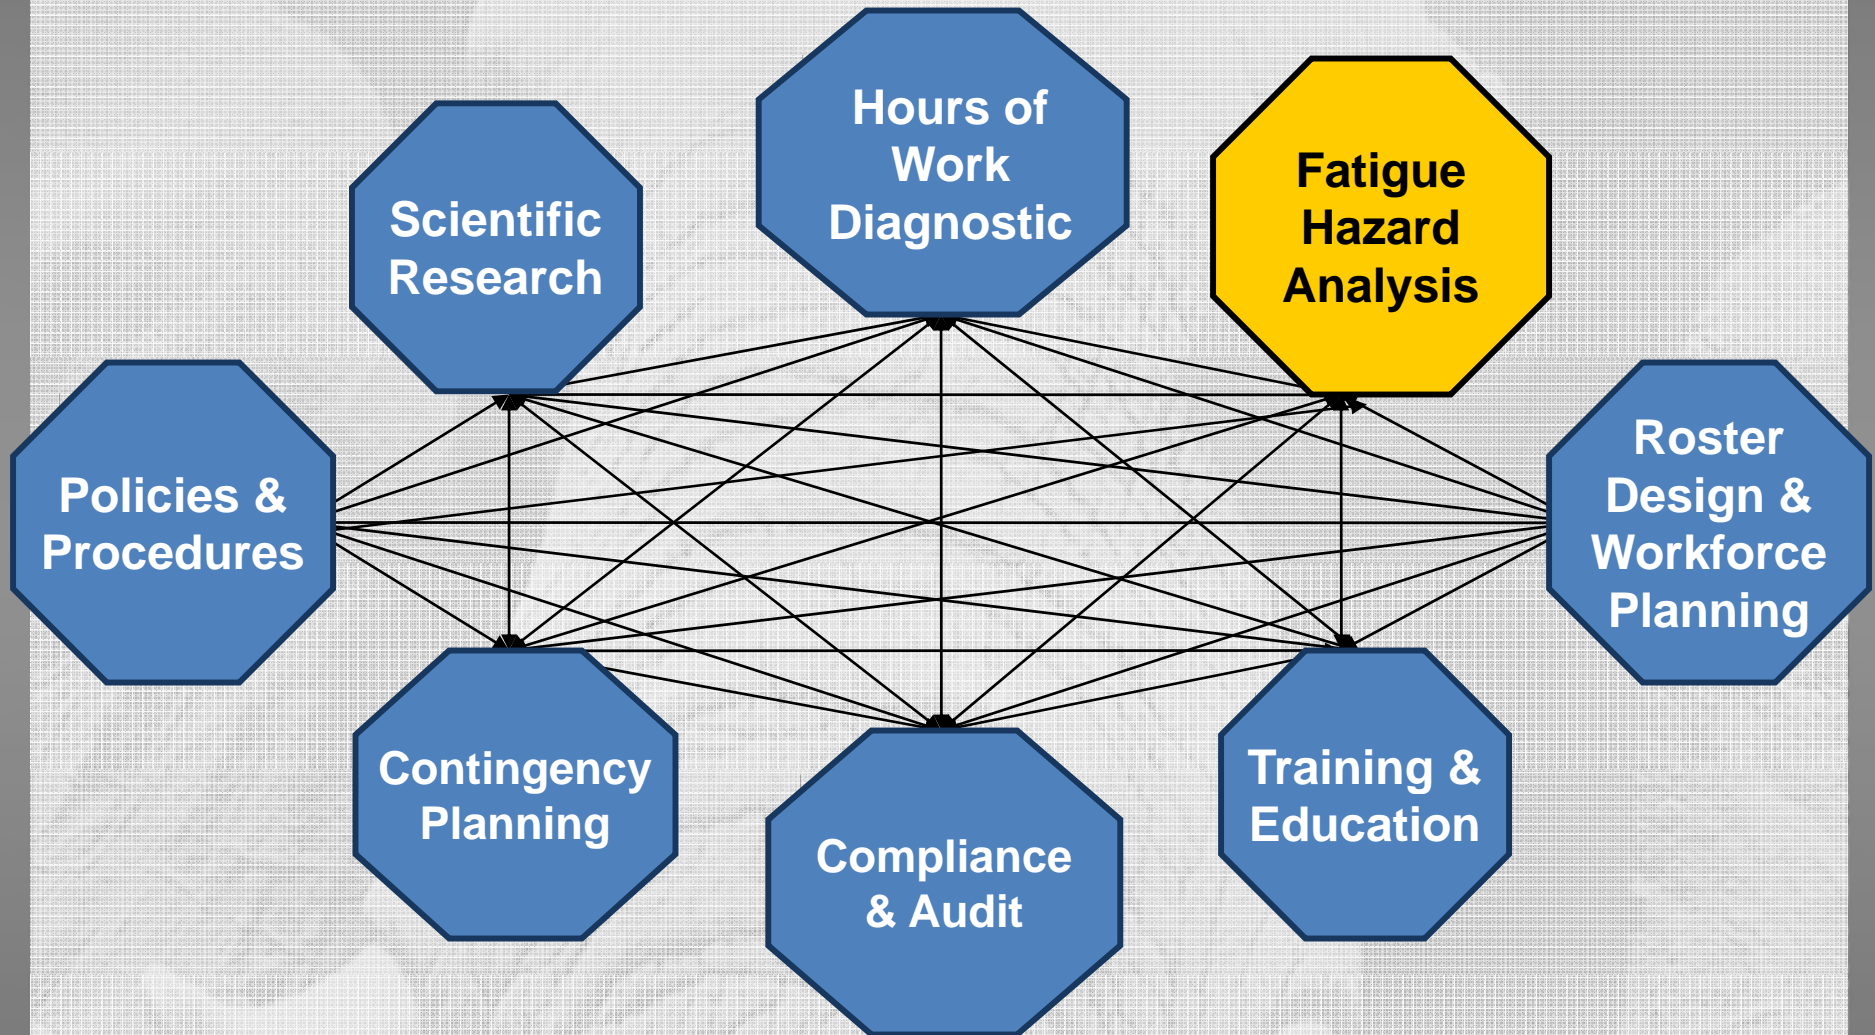 Hours of
Work
Diagnostic
Fatigue
Hazard
Analysis
Scientific
Research
Roster
Design &
Workforce
Planning
Policies &
Procedures
Contingency
Planning
Training &
Education
Compliance
& Audit